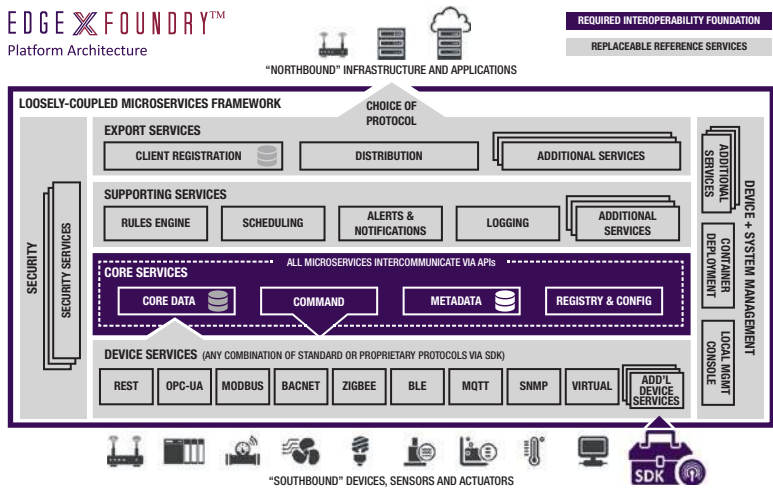 EDGE X FOUNDRY™
Platform Architecture
REQUIRED INTEROPERABILITY FOUNDATION
REPLACEABLE REFERENCE SERVICES
“NORTHBOUND” INFRASTRUCTURE AND APPLICATIONS
LOOSELY-COUPLED MICROSERVICES FRAMEWORK
CHOICE OF
PROTOCOL
SECURITY
SECURITY SERVICES
EXPORT SERVICES
CLIENT REGISTRATION
DISTRIBUTION
ADDITIONAL SERVICES
SUPPORTING SERVICES
RULES ENGINE
SCHEDULING
ALERTS &
NOTIFICATIONS
LOGGING
ADDITIONAL
SERVICES
ALL MICROSERVICES INTERCOMMUNICATE VIA APIs
CORE SERVICES
CORE DATA
COMMAND
METADATA
REGISTRY & CONFIG
DEVICE SERVICES (ANY COMBINATION OF STANDARD OR PROPRIETARY PROTOCOLS VIA SDK)
REST
OPC-UA
MODBUS
BACNET
ZIGBEE
BLE
MQTT
SNMP
VIRTUAL
ADD’L
DEVICE
SERVICES
ADDITIONAL
SERVICES
CONTAINER
DEPLOYMENT
LOCAL MGMT
CONSOLE
DEVICE + SYSTEM MANAGEMENT
“SOUTHBOUND” DEVICES, SENSORS AND ACTUATORS
SDK